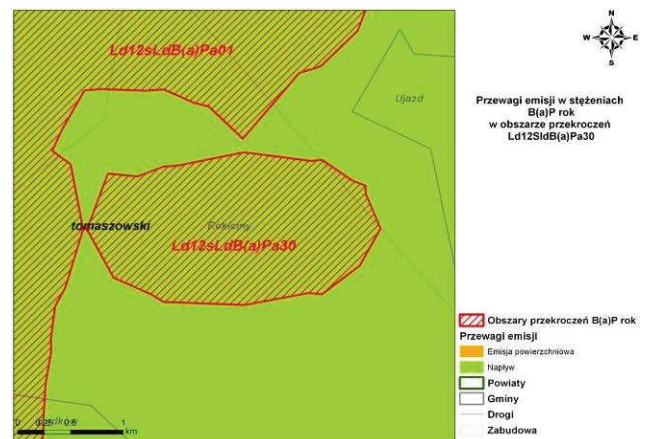 Ld12sLdB(a)Pa01
Ujazd
tomaszowski
Rokiciny
Ld12sLdB(a)Pa30
0 0.25 0.5 1
km
N
W E
S
Przewagi emisji w stężeniach
B(a)P rok
w obszarze przekroczeń
Ld12SldB(a)Pa30
Obszary przekroczeń B(a)P rok
Przewagi emisji
Emisja powierzchniowa
Napływ
Powiaty
Gminy
Drogi
Zabudowa